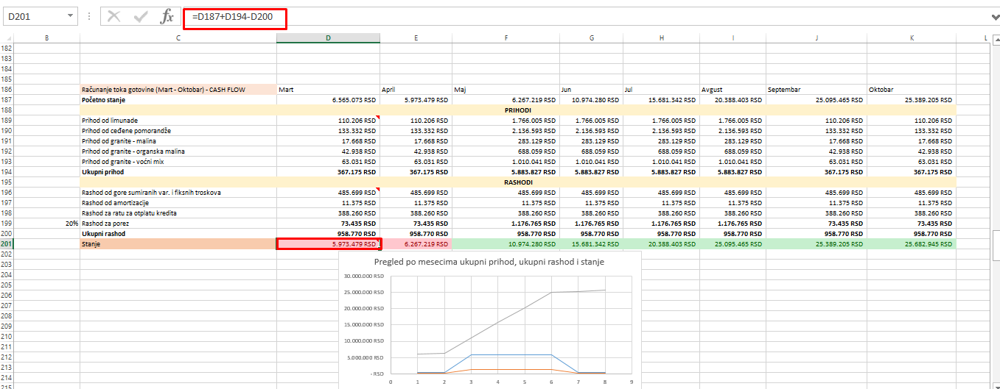 D201 fx =D187+D194-D200
B C D E F G H I J K L
182
183
184
185
186 Računanje toka gotovine (Mart - Oktobar) - CASH FLOW Mart April Maj Jun Jul Avgust Septembar Oktobar
187 Početno stanje 6.565.073 RSD 5.973.479 RSD 6.267.219 RSD 10.974.280 RSD 15.681.342 RSD 20.388.403 RSD 25.095.465 RSD 25.389.205 RSD
188 PRIHODI
189 Prihod od limunade 110.206 RSD 110.206 RSD 1.766.005 RSD 1.766.005 RSD 1.766.005 RSD 1.766.005 RSD 110.206 RSD 110.206 RSD
190 Prihod od ceđene pomorandže 133.332 RSD 133.332 RSD 2.136.593 RSD 2.136.593 RSD 2.136.593 RSD 2.136.593 RSD 133.332 RSD 133.332 RSD
191 Prihod od granite - malina 17.668 RSD 17.668 RSD 283.129 RSD 283.129 RSD 283.129 RSD 283.129 RSD 17.668 RSD 17.668 RSD
192 Prihod od granite - organska malina 42.938 RSD 42.938 RSD 688.059 RSD 688.059 RSD 688.059 RSD 688.059 RSD 42.938 RSD 42.938 RSD
193 Prihod od granite - voćni mix 63.031 RSD 63.031 RSD 1.010.041 RSD 1.010.041 RSD 1.010.041 RSD 1.010.041 RSD 63.031 RSD 63.031 RSD
194 Ukupni prihod 367.175 RSD 367.175 RSD 5.883.827 RSD 5.883.827 RSD 5.883.827 RSD 5.883.827 RSD 367.175 RSD 367.175 RSD
195 RASHODI
196 Rashod od gore sumiranih var. i fiksnih troskova 485.699 RSD 485.699 RSD 485.699 RSD 485.699 RSD 485.699 RSD 485.699 RSD 485.699 RSD 485.699 RSD
197 Rashod od amortizacije 11.375 RSD 11.375 RSD 11.375 RSD 11.375 RSD 11.375 RSD 11.375 RSD 11.375 RSD 11.375 RSD
198 Rashod za ratu za otplatu kredita 388.260 RSD 388.260 RSD 388.260 RSD 388.260 RSD 388.260 RSD 388.260 RSD 388.260 RSD 388.260 RSD
199 20% Rashod za porez 73.435 RSD 73.435 RSD 1.176.765 RSD 1.176.765 RSD 1.176.765 RSD 1.176.765 RSD 73.435 RSD 73.435 RSD
200 Ukupni rashod 958.770 RSD 958.770 RSD 958.770 RSD 958.770 RSD 958.770 RSD 958.770 RSD 958.770 RSD 958.770 RSD
201 Stanje 5.973.479 RSD 6.267.219 RSD 10.974.280 RSD 15.681.342 RSD 20.388.403 RSD 25.095.465 RSD 25.389.205 RSD 25.682.945 RSD
202
203
204
205
206
207
208
209
210
211
212
213
214
215
Pregled po mesecima ukupni prihod, ukupni rashod i stanje
30.000.000 RSD
25.000.000 RSD
20.000.000 RSD
15.000.000 RSD
10.000.000 RSD
5.000.000 RSD
- RSD
0 1 2 3 4 5 6 7 8 9